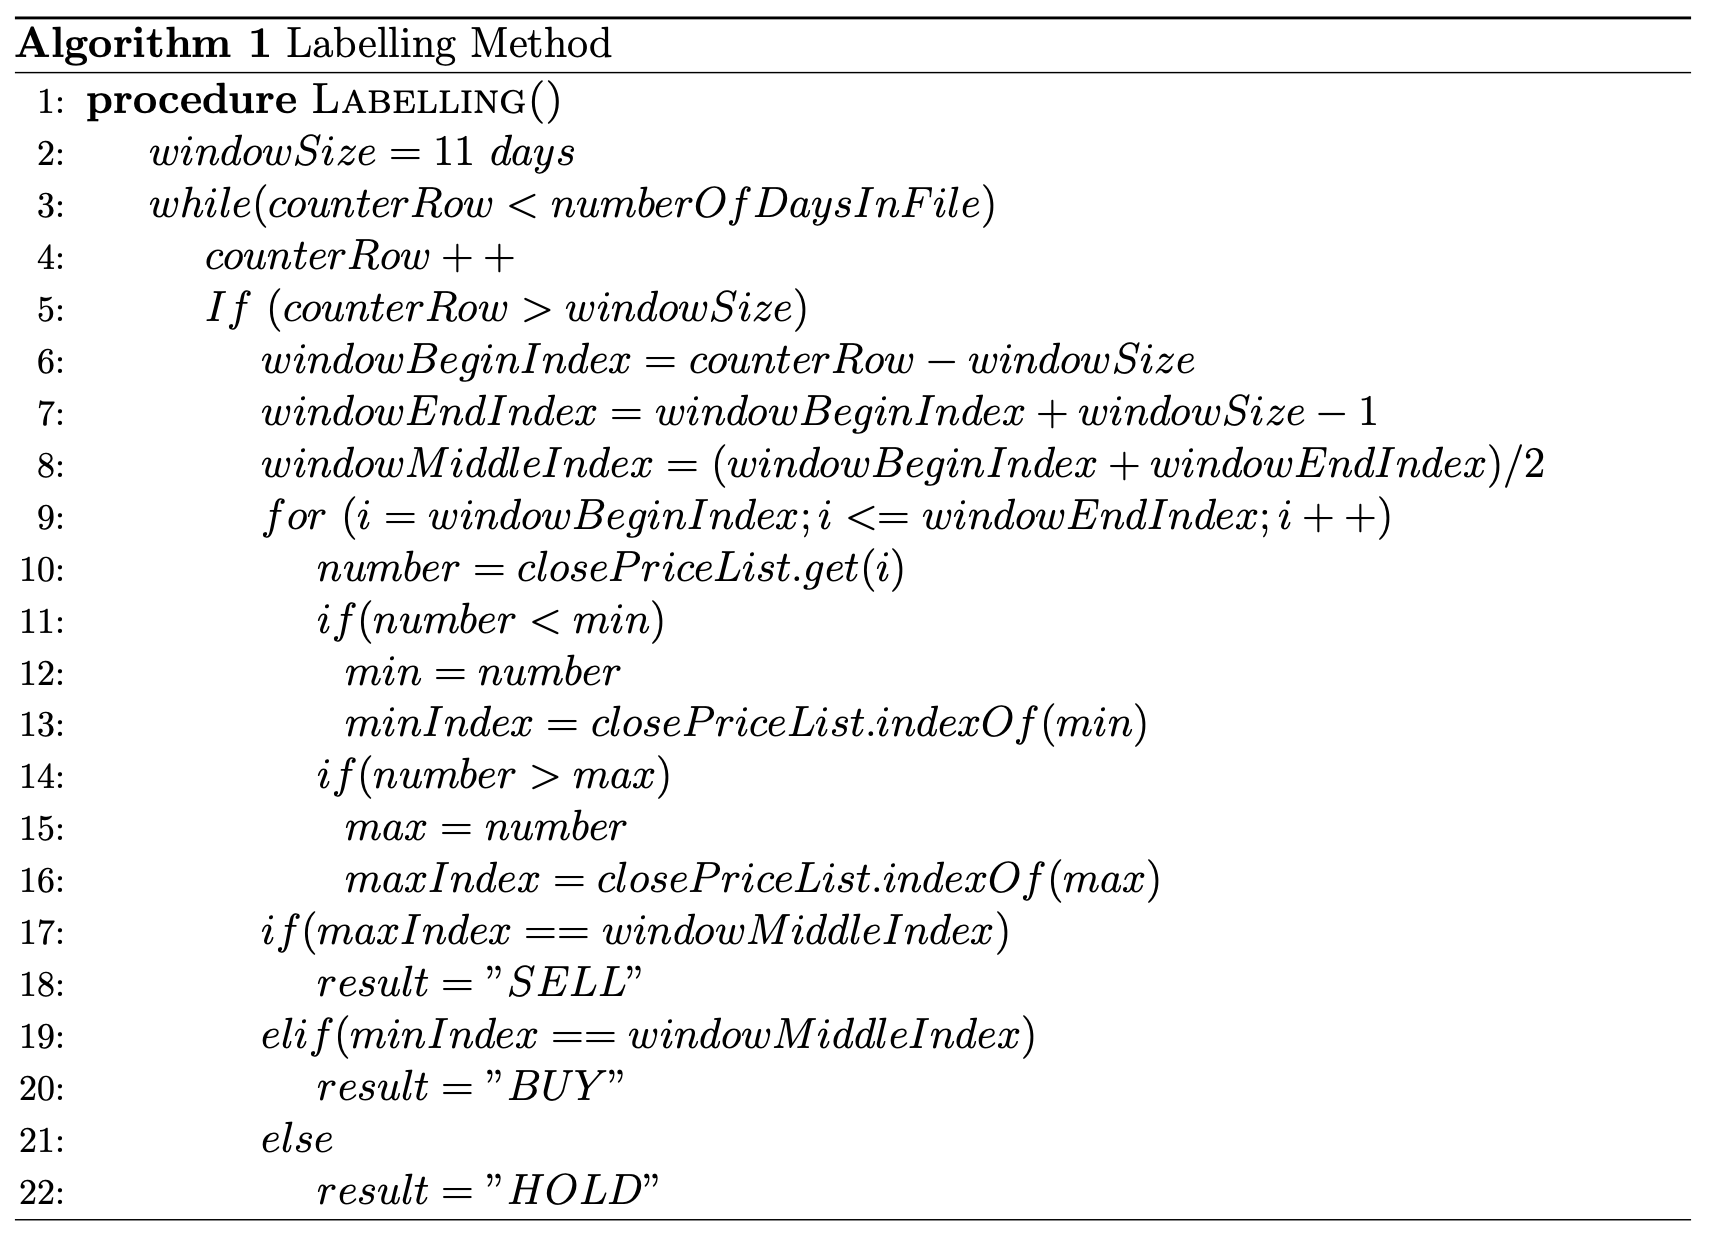 Algorithm 1 Labelling Method
1: procedure LABELLING()
2: windowSize = 11 days
3: while(counterRow < numberOfDaysInFile)
4: counterRow + +
5: If (counterRow > windowSize)
6: windowBeginIndex = counterRow − windowSize
7: windowEndIndex = windowBeginIndex + windowSize − 1
8: windowMiddleIndex = (windowBeginIndex + windowEndIndex)/2
9: for (i = windowBeginIndex; i <= windowEndIndex; i + +)
10: number = closePriceList.get(i)
11: if(number < min)
12: min = number
13: minIndex = closePriceList.indexOf(min)
14: if(number > max)
15: max = number
16: maxIndex = closePriceList.indexOf(max)
17: if(maxIndex == windowMiddleIndex)
18: result = ”SELL”
19: elif(minIndex == windowMiddleIndex)
20: result = ”BUY”
21: else
22: result = ”HOLD”